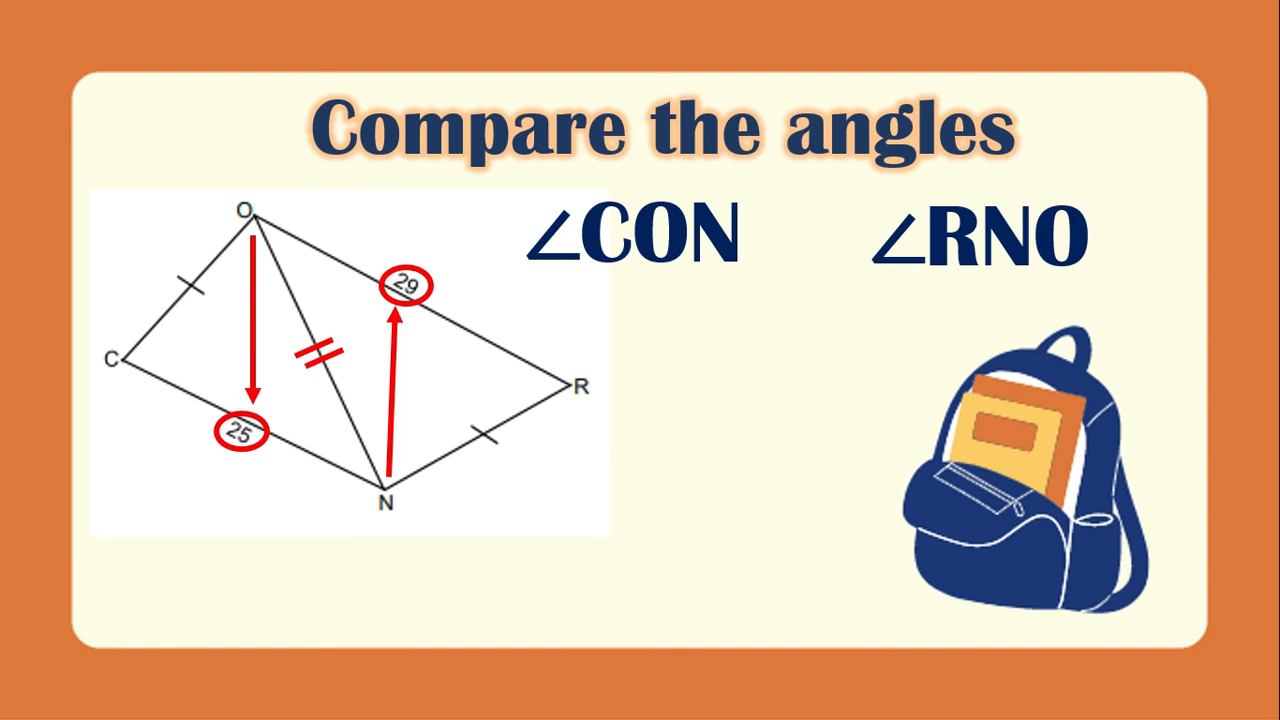 Compare the angles
∠CON ∠RNO
O
29
C
R
25
N